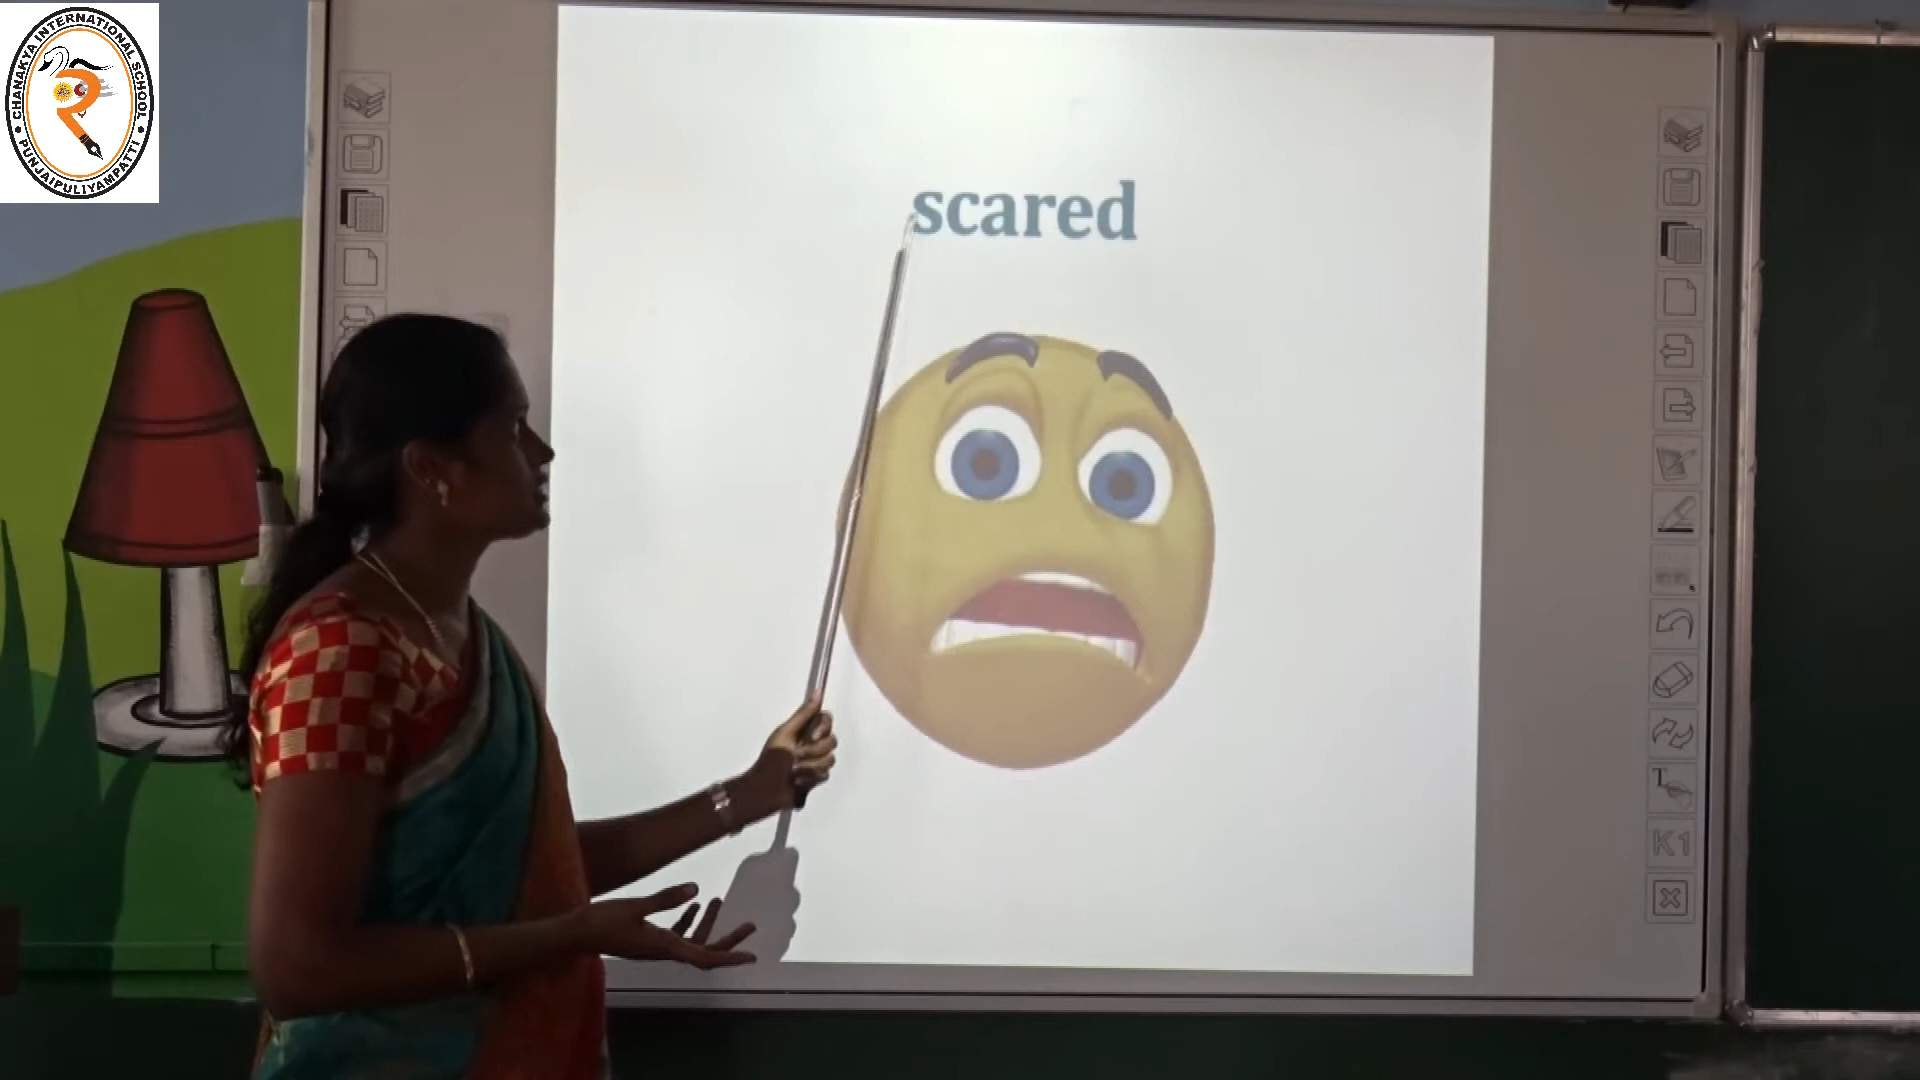 CHANAKYA INTERNATIONAL SCHOOL
• PUNJAIPULIYAMPATTI •
scared
T
K1